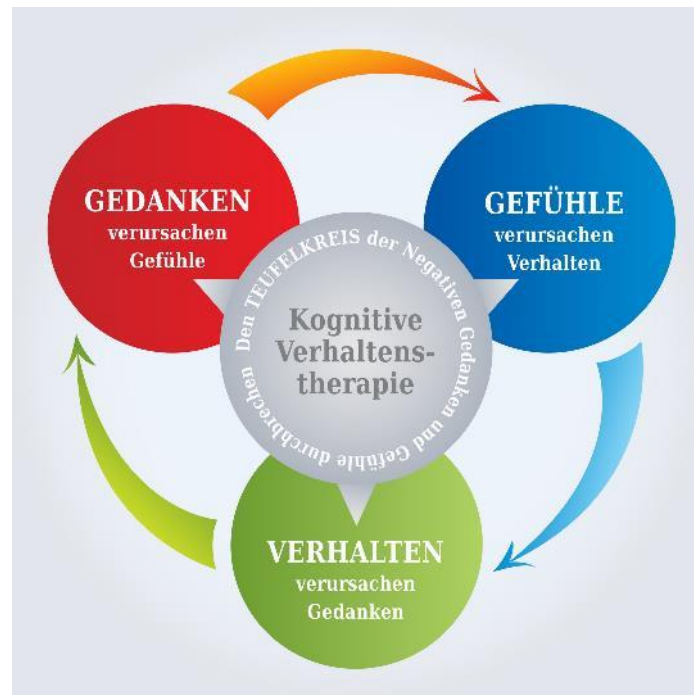 GEDANKEN
verursachen
Gefühle
GEFÜHLE
verursachen
Verhalten
Den TEUFELKREIS der Negativen Gedanken und Gefühle durchbrechen
Kognitive
Verhaltens-
therapie
VERHALTEN
verursachen
Gedanken